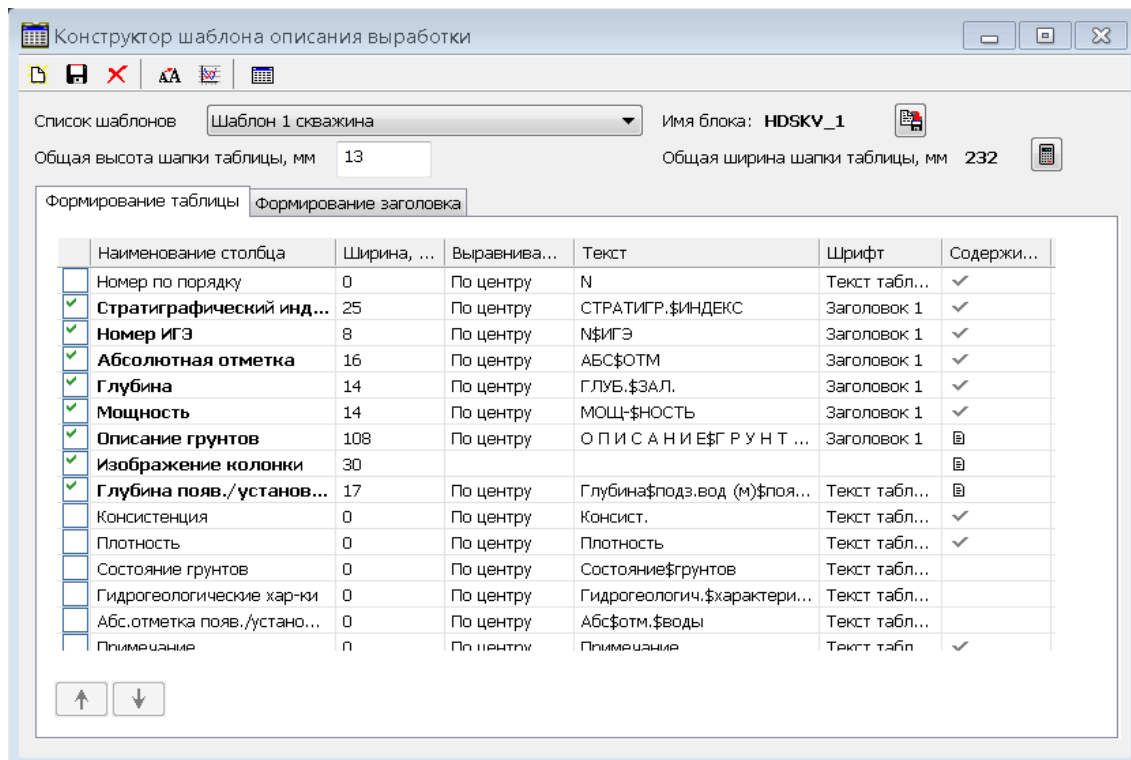 Конструктор шаблона описания выработки
Список шаблонов Шаблон 1 скважина Имя блока: HDSKV_1
Общая высота шапки таблицы, мм 13 Общая ширина шапки таблицы, мм 232
Формирование таблицы Формирование заголовка
Наименование столбца Ширина, ... Выравнива... Текст Шрифт Содержи...
Номер по порядку 0 По центру N Текст табл...
Стратиграфический инд... 25 По центру СТРАТИГР.$ИНДЕКС Заголовок 1
Номер ИГЭ 8 По центру N$ИГЭ Заголовок 1
Абсолютная отметка 16 По центру АБС$ОТМ Заголовок 1
Глубина 14 По центру ГЛУБ.$ЗАЛ. Заголовок 1
Мощность 14 По центру МОЩ-$НОСТЬ Заголовок 1
Описание грунтов 108 По центру О П И С А Н И Е$Г Р У Н Т ... Заголовок 1
Изображение колонки 30
Глубина появ./установ... 17 По центру Глубина$подз.вод (м)$поя... Текст табл...
Консистенция 0 По центру Консист. Текст табл...
Плотность 0 По центру Плотность Текст табл...
Состояние грунтов 0 По центру Состояние$грунтов Текст табл...
Гидрогеологические хар-ки 0 По центру Гидрогеологич.$характери... Текст табл...
Абс.отметка появ./устано... 0 По центру Абс$отм.$воды Текст табл...
Примечание 0 По центру Примечание Текст табл...